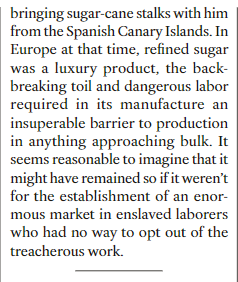 bringing sugar-cane stalks with him
from the Spanish Canary Islands. In
Europe at that time, refined sugar
was a luxury product, the back-
breaking toil and dangerous labor
required in its manufacture an
insuperable barrier to production
in anything approaching bulk. It
seems reasonable to imagine that it
might have remained so if it weren't
for the establishment of an enor-
mous market in enslaved laborers
who had no way to opt out of the
treacherous work.